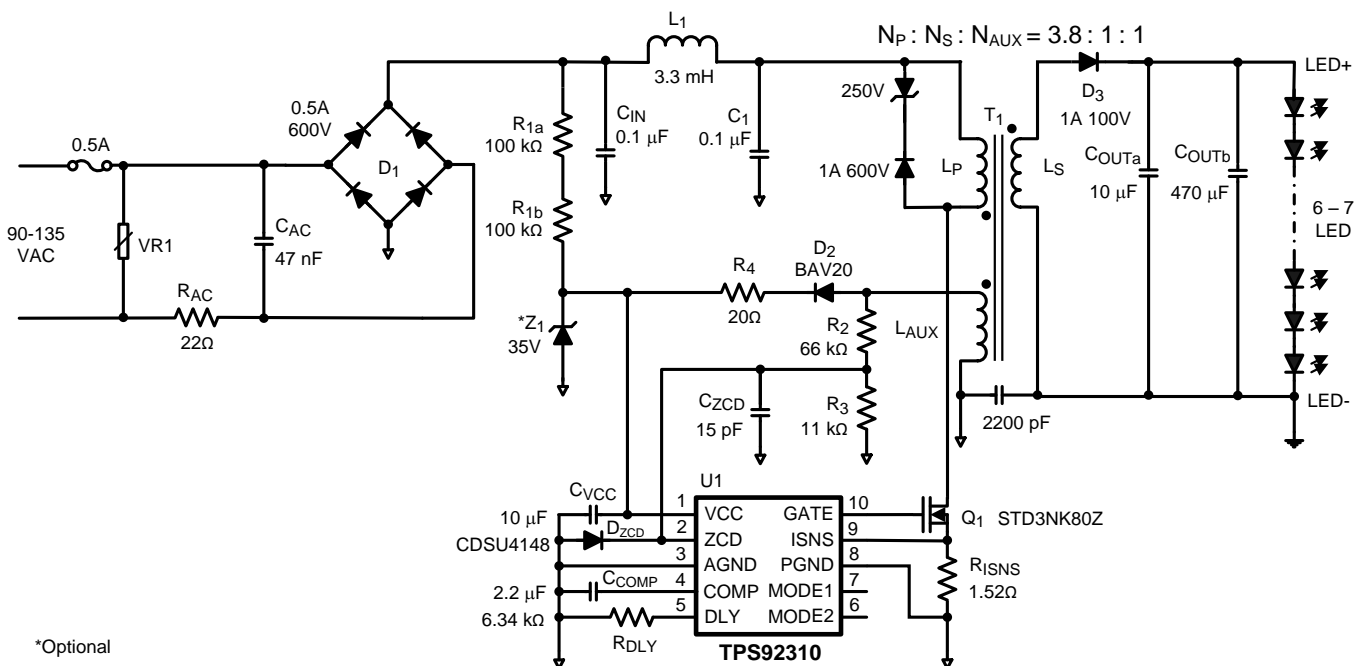 L1
3.3 mH
NP : NS : NAUX = 3.8 : 1 : 1
LED+
0.5A
600V
0.5A
D1
R1a
100 kΩ
CIN
0.1 µF
C1
0.1 µF
250V
1A 600V
T1
LP
LS
D3
1A 100V
COUTa
10 µF
COUTb
470 µF
6 – 7
LED
90-135
VAC
VR1
CAC
47 nF
RAC
22Ω
R1b
100 kΩ
*Z1
35V
R4
20Ω
D2
BAV20
R2
66 kΩ
LAUX
CZCD
15 pF
R3
11 kΩ
2200 pF
LED-
U1
CVCC
10 µF
DZCD
CDSU4148
CCOMP
2.2 µF
6.34 kΩ
RDLY
1 VCC GATE 10
2 ZCD ISNS 9
3 AGND PGND 8
4 COMP MODE1 7
5 DLY MODE2 6
TPS92310
Q1 STD3NK80Z
RISNS
1.52Ω
*Optional